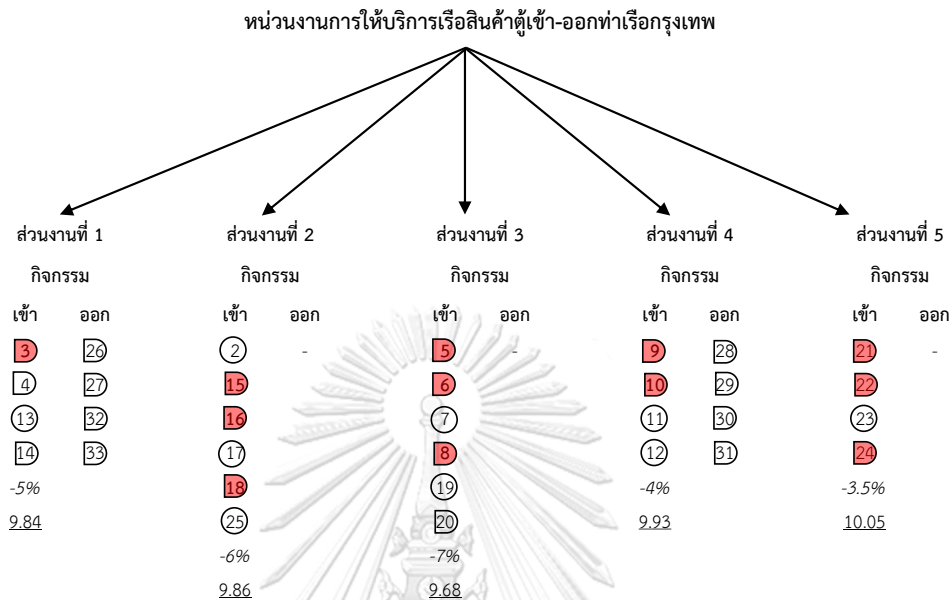 หน่วนงานการให้บริการเรือสินค้าตู้เข้า-ออกท่าเรือกรุงเทพ
ส่วนงานที่ 1 ส่วนงานที่ 2 ส่วนงานที่ 3 ส่วนงานที่ 4 ส่วนงานที่ 5
กิจกรรม กิจกรรม กิจกรรม กิจกรรม กิจกรรม
เข้า ออก เข้า ออก เข้า ออก เข้า ออก เข้า ออก
3 26 2 - 5 - 9 28 21 -
4 27 15 6 10 29 22
13 32 16 7 11 30 23
14 33 17 8 12 31 24
-5% 18 19 -4% -3.5%
9.84 25 20 9.93 10.05
-6% -7%
9.86 9.68